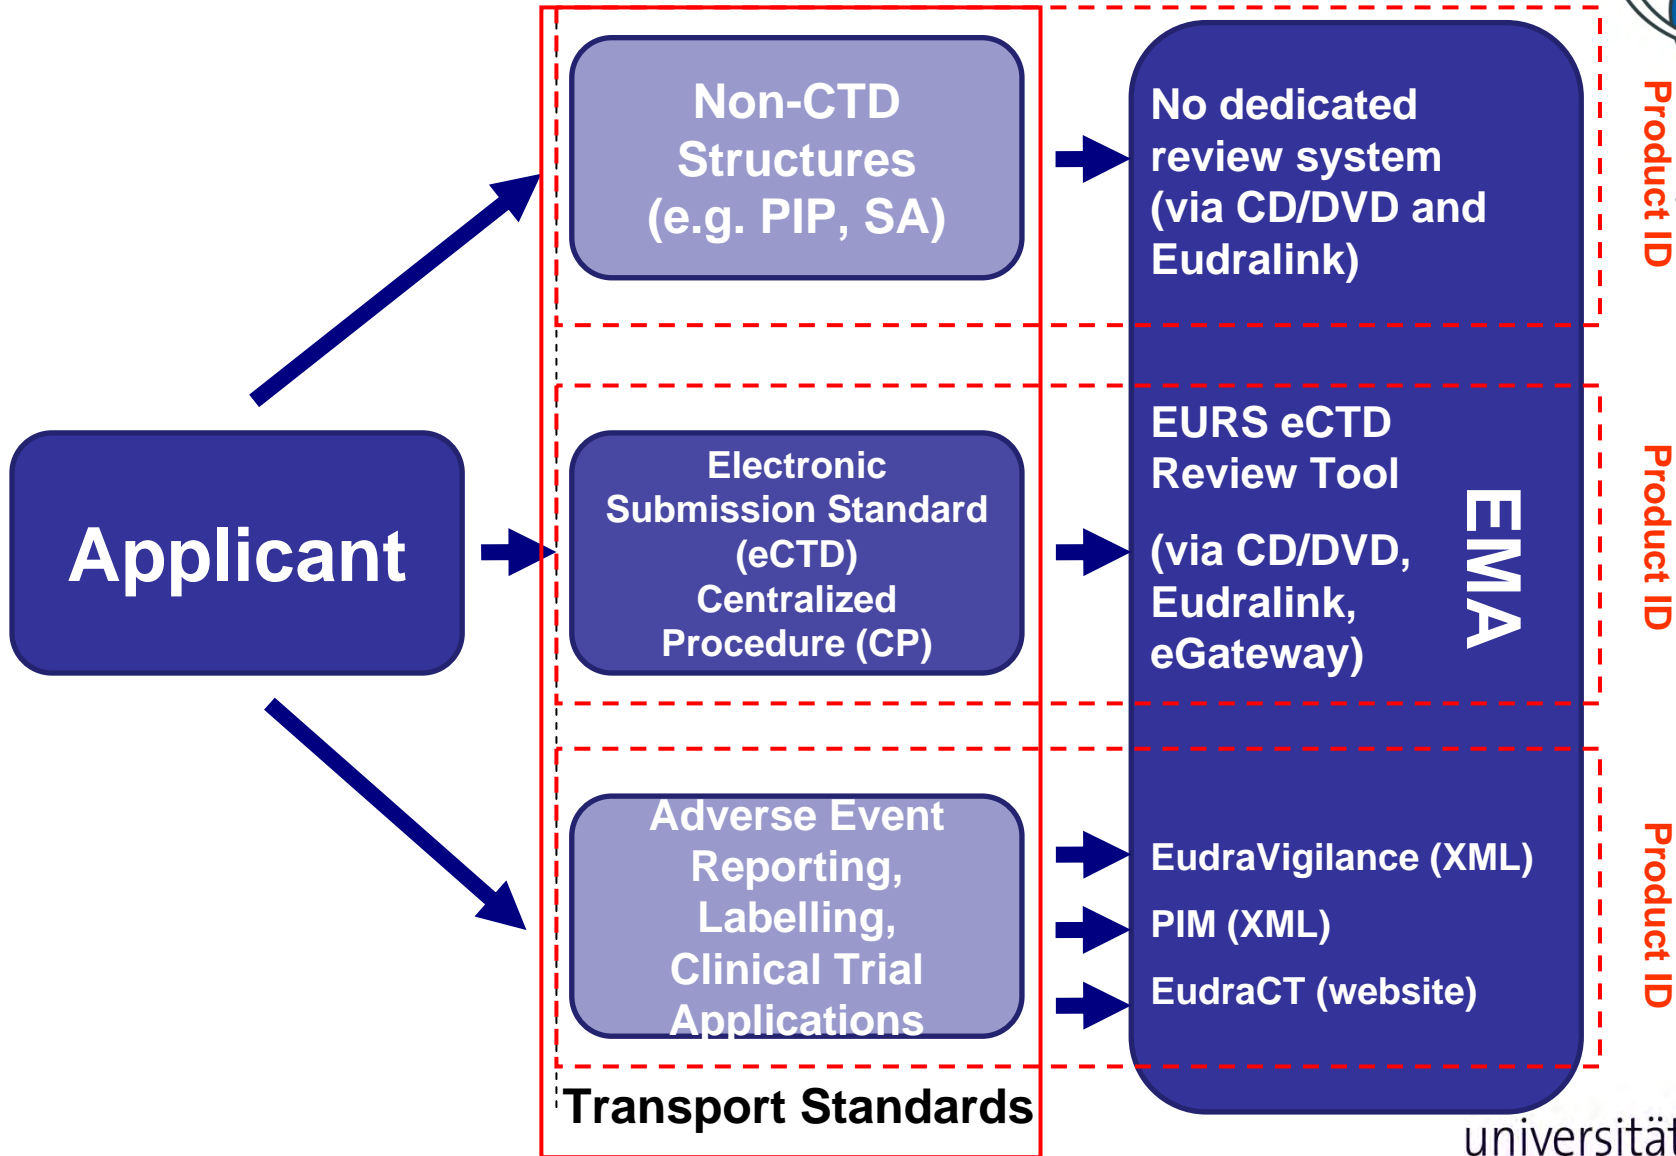 Non-CTD
Structures
(e.g. PIP, SA)
No dedicated
review system
(via CD/DVD and
Eudralink)
Product ID
Applicant
Electronic
Submission Standard
(eCTD)
Centralized
Procedure (CP)
EURS eCTD
Review Tool
(via CD/DVD,
Eudralink,
eGateway)
EMA
Product ID
Adverse Event
Reporting,
Labelling,
Clinical Trial
Applications
EudraVigilance (XML)
PIM (XML)
EudraCT (website)
Product ID
Transport Standards
universität